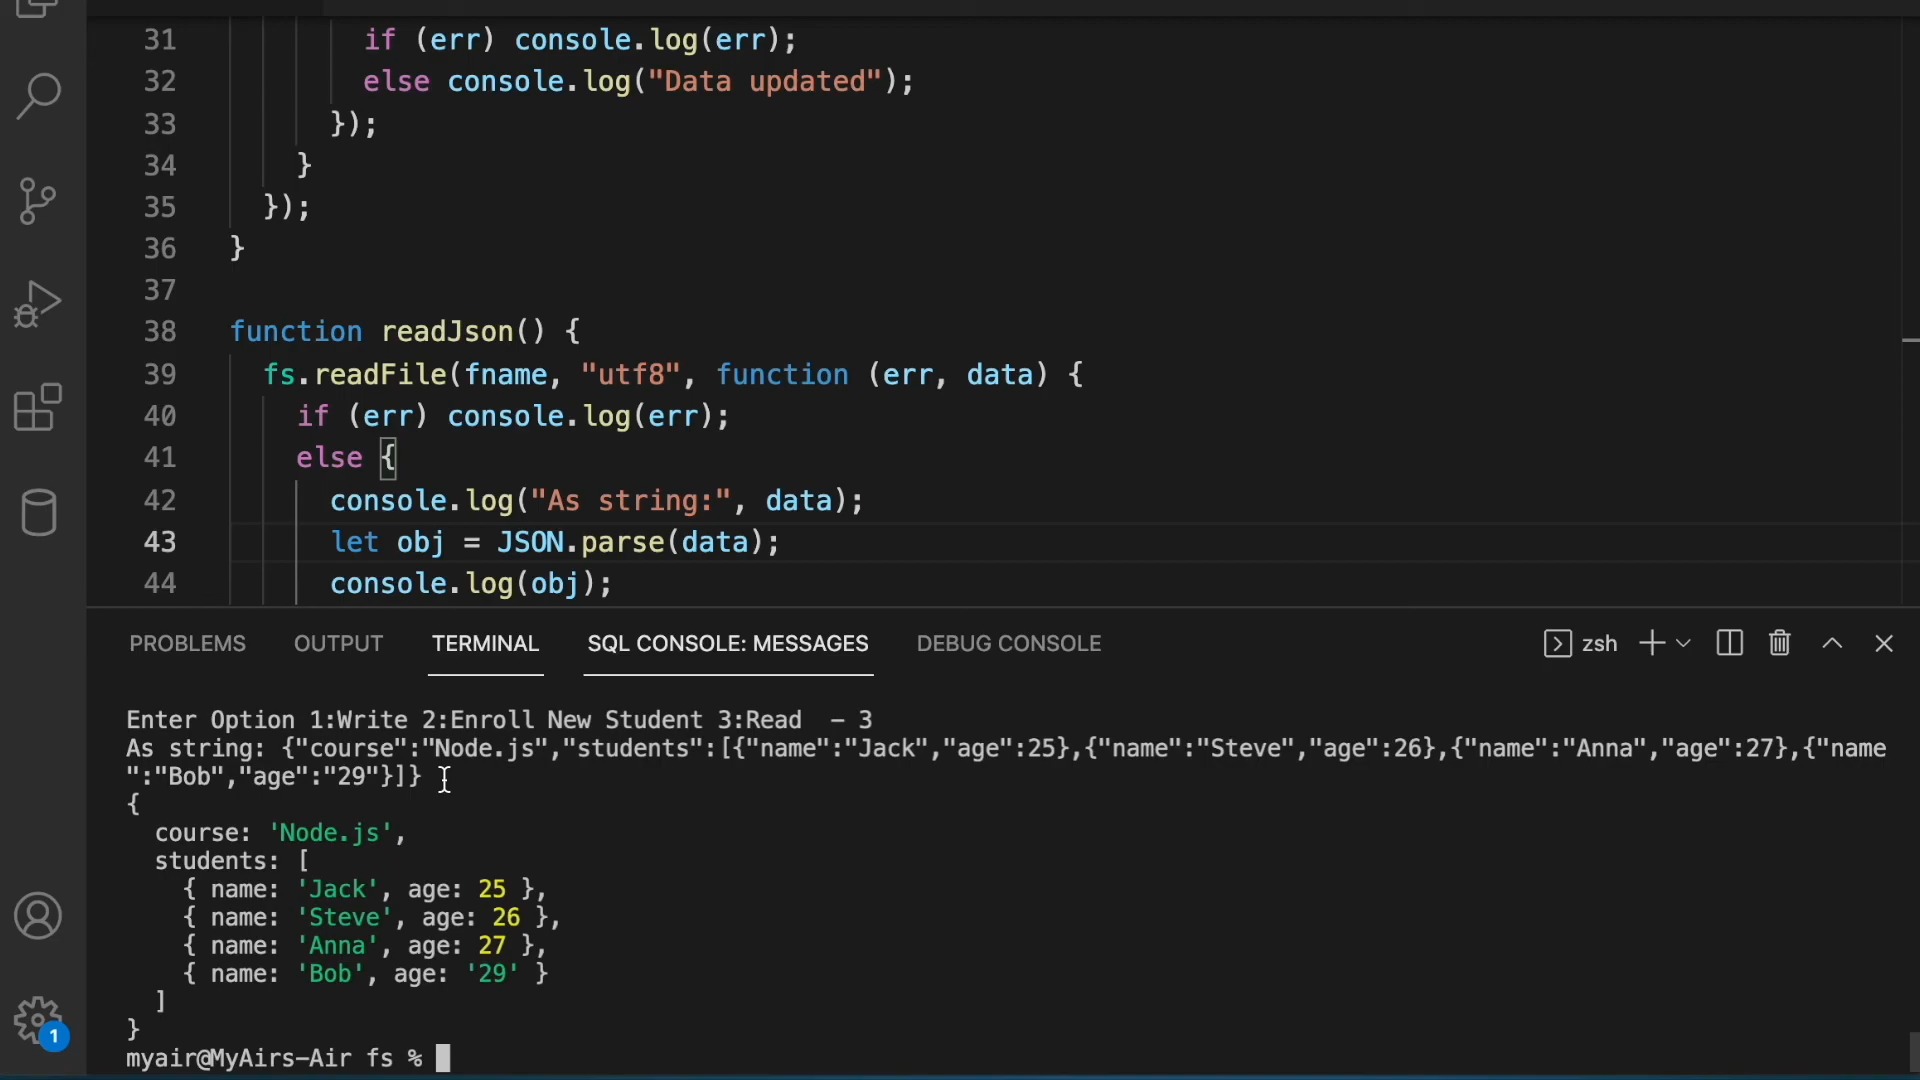 31 if (err) console.log(err);
32 else console.log("Data updated");
33 });
34 }
35 });
36 }
37
38 function readJson() {
39 fs.readFile(fname, "utf8", function (err, data) {
40 if (err) console.log(err);
41 else {
42 console.log("As string:", data);
43 let obj = JSON.parse(data);
44 console.log(obj);
PROBLEMS OUTPUT TERMINAL SQL CONSOLE: MESSAGES DEBUG CONSOLE zsh
Enter Option 1:Write 2:Enroll New Student 3:Read – 3
As string: {"course":"Node.js","students":[{"name":"Jack","age":25},{"name":"Steve","age":26},{"name":"Anna","age":27},{"name
":"Bob","age":"29"}]}
{
course: 'Node.js',
students: [
{ name: 'Jack', age: 25 },
{ name: 'Steve', age: 26 },
{ name: 'Anna', age: 27 },
{ name: 'Bob', age: '29' }
]
}
1
myair@MyAirs-Air fs %